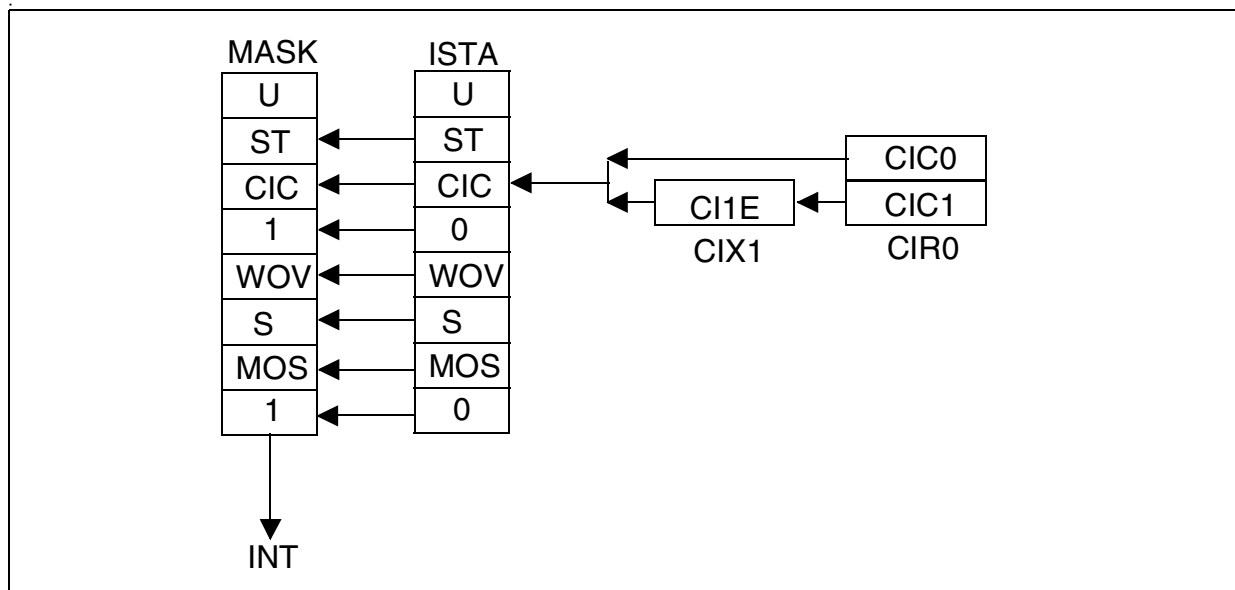 MASK
U
ST
CIC
1
WOV
S
MOS
1
INT
ISTA
U
ST
CIC
0
WOV
S
MOS
0
CI1E
CIX1
CIC0
CIC1
CIR0